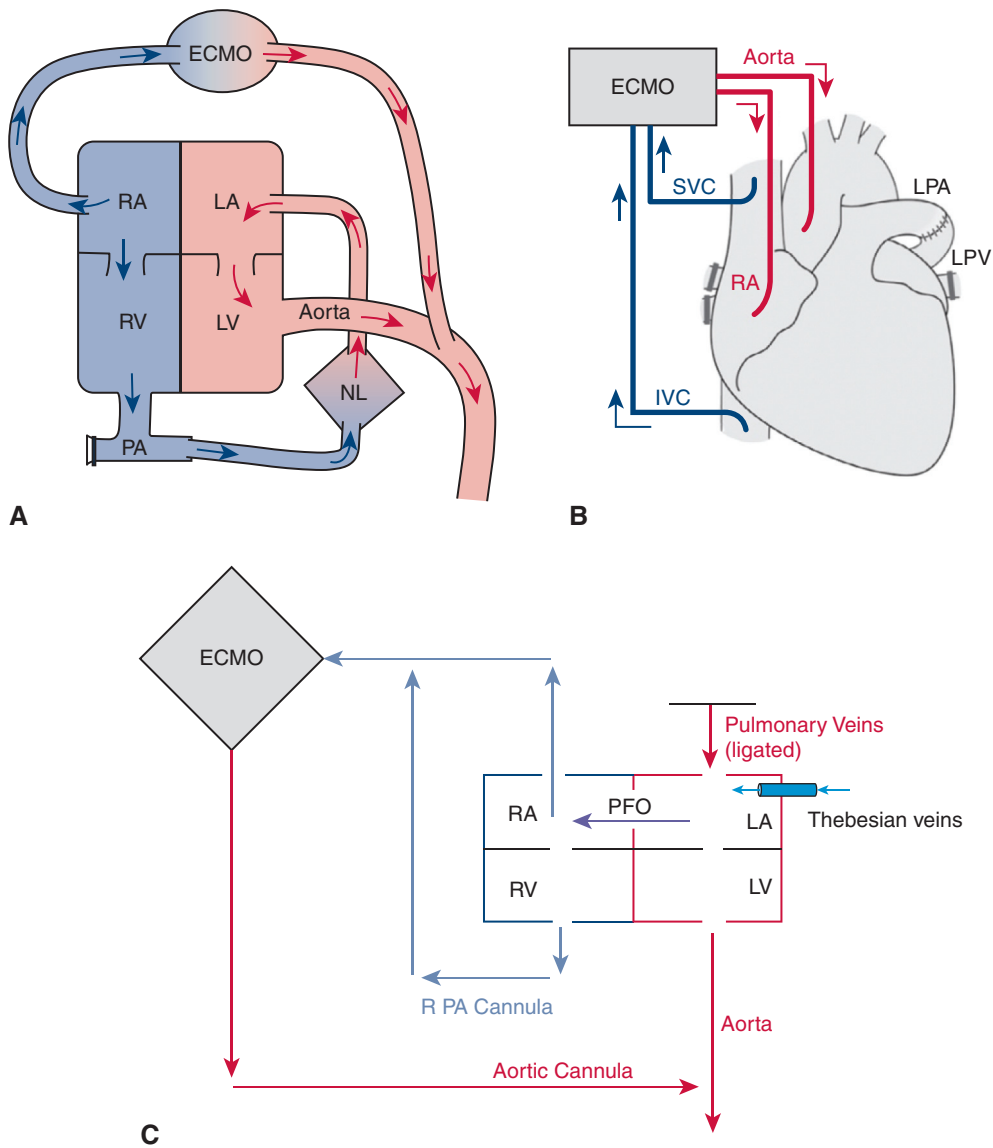 ECMO
RA
LA
RV
LV
Aorta
NL
PA
A
Aorta
ECMO
SVC
LPA
LPV
RA
IVC
B
ECMO
Pulmonary Veins
(ligated)
RA
PFO
LA
Thebesian veins
RV
LV
R PA Cannula
Aorta
Aortic Cannula
C